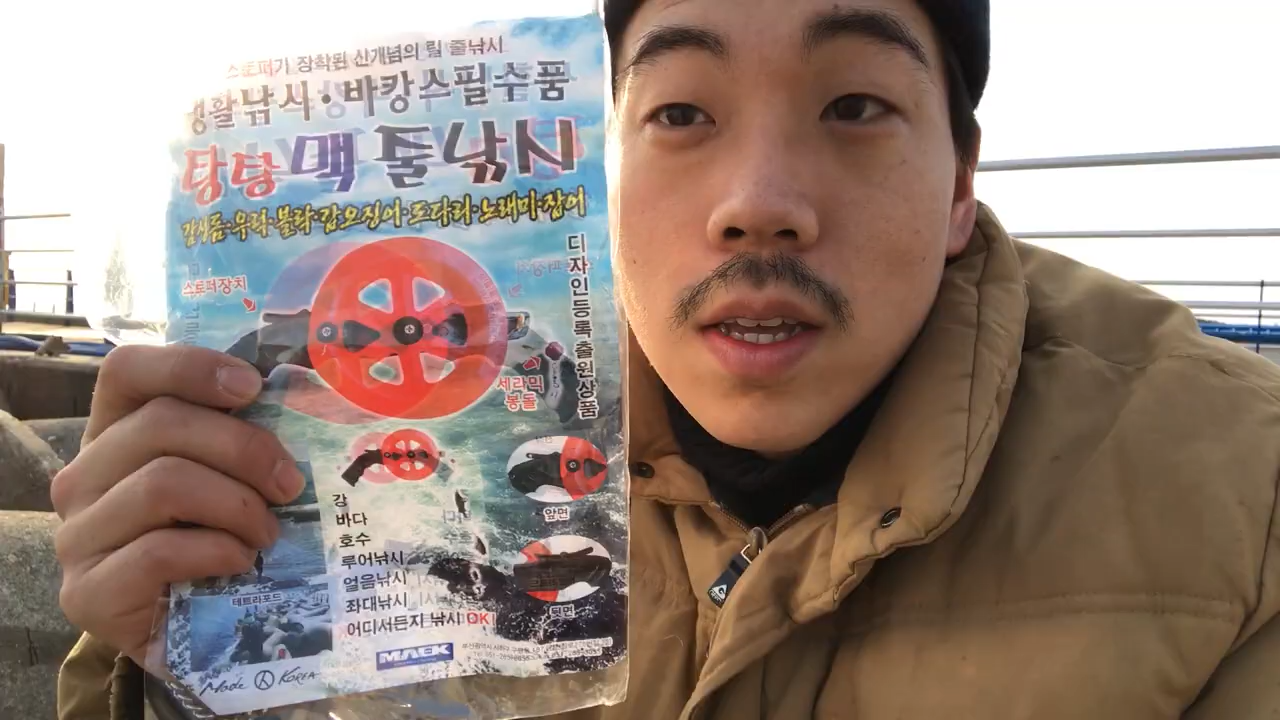 스토퍼가 장착된 신개념의 릴 줄낚시
생활낚시·바캉스필수품
탕탕맥 줄낚시
감성돔·우럭·볼락·갑오징어·도다리·노래미·잡어
스토퍼장치
디자인등록출원상품
세라믹
봉돌
강
바다
호수
루어낚시
얼음낚시
좌대낚시
어디서든지 낚시 OK!
앞면
뒷면
테트라포드
MAEK
Made KOREA